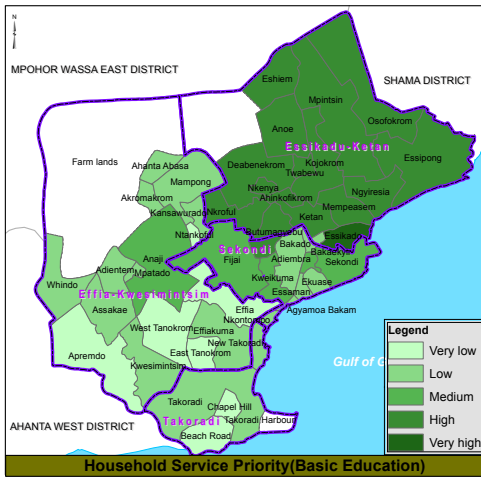 N
MPOHOR WASSA EAST DISTRICT
SHAMA DISTRICT
Eshiem
Mpintsin
Osofokrom
Anoe
Essikadu-Ketan
Farm lands
Ahanta Abasa
Deabenekrom
Kojokrom
Essipong
Twabewu
Mampong
Nkenya
Ngyiresia
Akromakrom
Ahinkofikrom
Mempeasem
Kansawurado
Nkroful
Ketan
Ntankoful
Butumagyebu
Essikado
Sekondi
Bakado
Bakaekyir
Anaji
Fijai
Adiembra
Sekondi
Adientem
Mpatado
Whindo
Kweikuma
Ekuase
Effia-Kwesimintsim
Essaman
Assakae
Effia
Nkontompo
Agyamoa Bakam
West Tanokrom
Effiakuma
Legend
New Takoradi
Very low
Apremdo
East Tanokrom
Gulf of G
Kwesimintsim
Low
Medium
Takoradi
Chapel Hill
High
Takoradi
Takoradi
Harbour
AHANTA WEST DISTRICT
Beach Road
Very high
Household Service Priority(Basic Education)